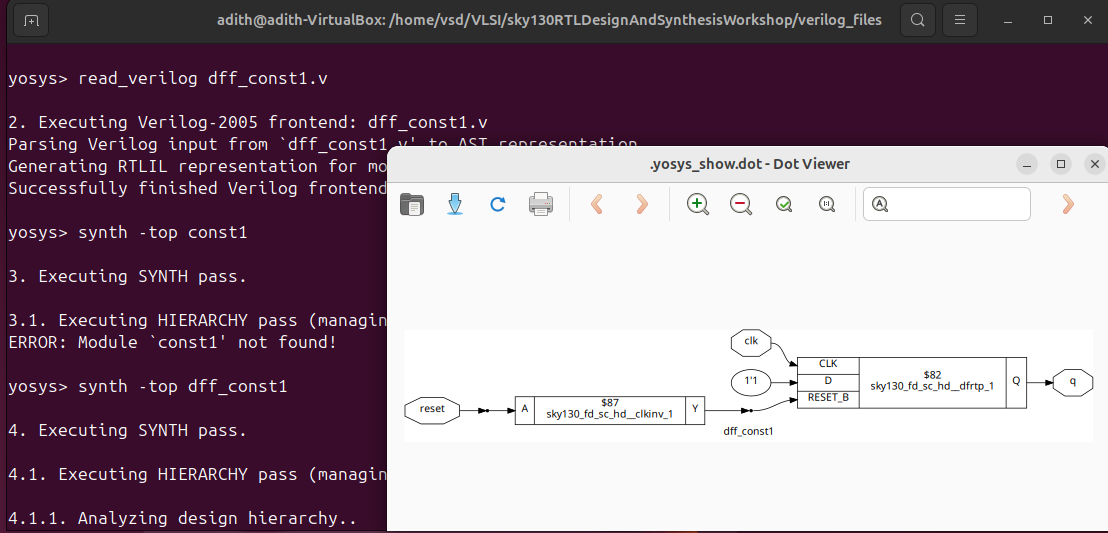 adith@adith-VirtualBox: /home/vsd/VLSI/sky130RTLDesignAndSynthesisWorkshop/verilog_files
yosys> read_verilog dff_const1.v
2. Executing Verilog-2005 frontend: dff_const1.v
Parsing Verilog input from `dff_const1.v' to AST representation.
Generating RTLIL representation for mo
Successfully finished Verilog frontend
yosys> synth -top const1
3. Executing SYNTH pass.
3.1. Executing HIERARCHY pass (managin
ERROR: Module `const1' not found!
yosys> synth -top dff_const1
4. Executing SYNTH pass.
4.1. Executing HIERARCHY pass (managin
4.1.1. Analyzing design hierarchy..
.yosys_show.dot - Dot Viewer
clk
1'1
reset
A
$87
sky130_fd_sc_hd__clkinv_1
Y
CLK
D
RESET_B
$82
sky130_fd_sc_hd__dfrtp_1
Q
q
dff_const1